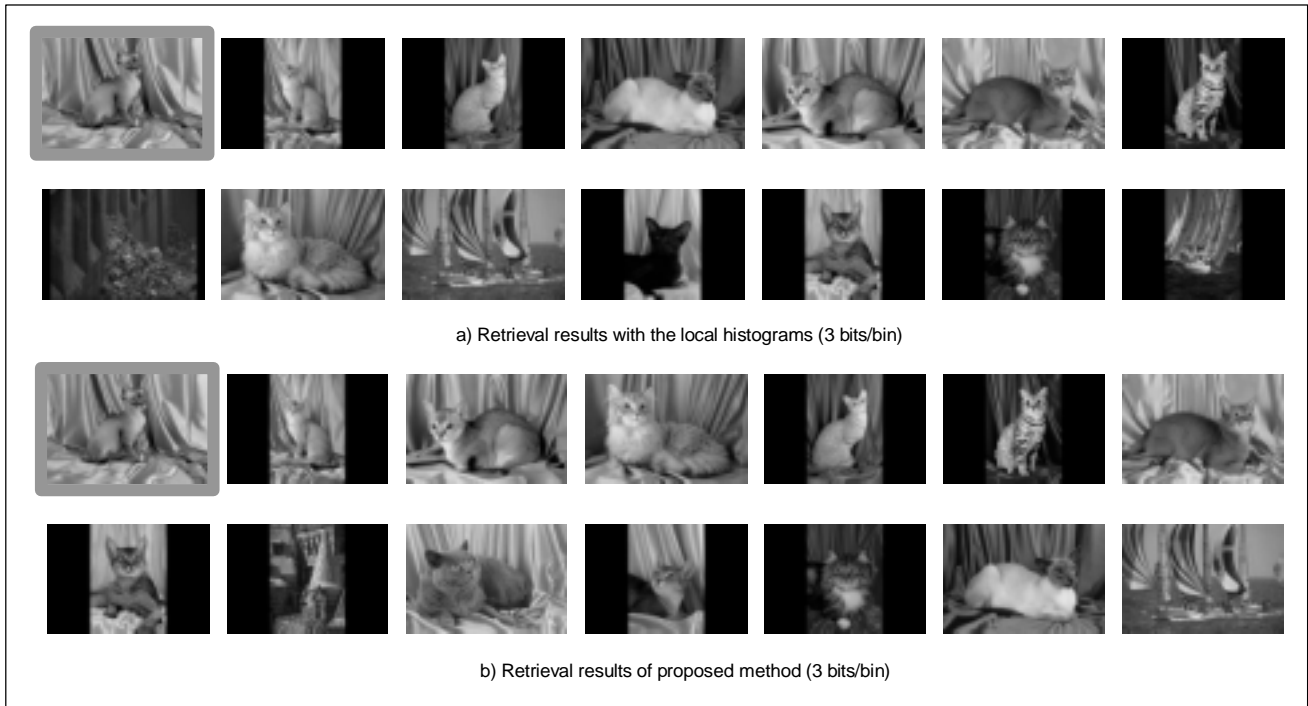 a) Retrieval results with the local histograms (3 bits/bin)
b) Retrieval results of proposed method (3 bits/bin)